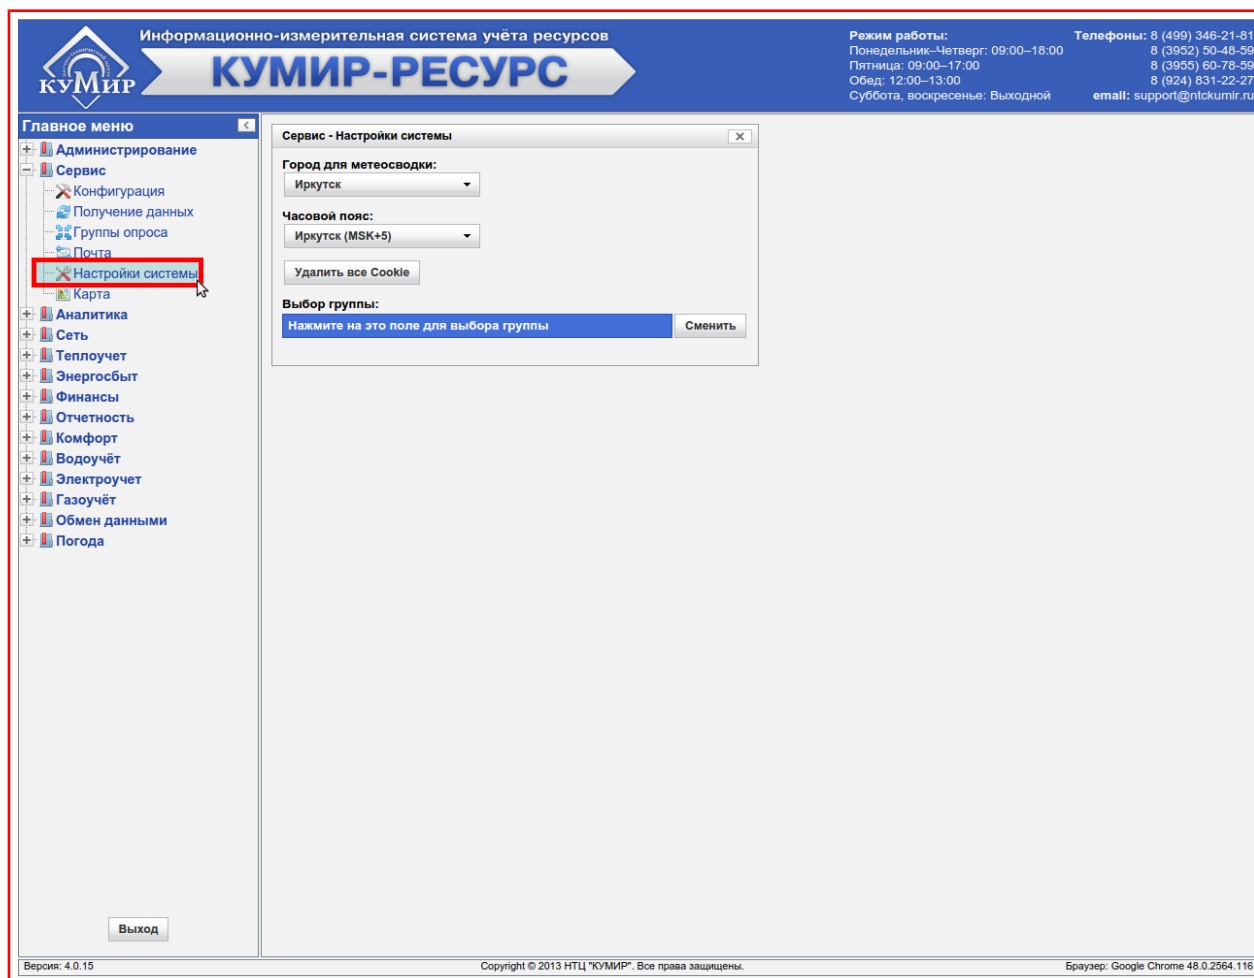 Информационно-измерительная система учёта ресурсов
КУМИР-РЕСУРС
КУМИР
Режим работы:
Понедельник–Четверг: 09:00–18:00
Пятница: 09:00–17:00
Обед: 12:00–13:00
Суббота, воскресенье: Выходной
Телефоны: 8 (499) 346-21-81
8 (3952) 50-48-59
8 (3955) 60-78-59
8 (924) 831-22-27
email: support@ntckumir.ru
Главное меню
Администрирование
Сервис
Конфигурация
Получение данных
Группы опроса
Почта
Настройки системы
Карта
Аналитика
Сеть
Теплоучет
Энергосбыт
Финансы
Отчетность
Комфорт
Водоучёт
Электроучет
Газоучёт
Обмен данными
Погода
Выход
Сервис - Настройки системы
Город для метеосводки:
Иркутск
Часовой пояс:
Иркутск (MSK+5)
Удалить все Cookie
Выбор группы:
Нажмите на это поле для выбора группы
Сменить
Версия: 4.0.15
Copyright © 2013 НТЦ "КУМИР". Все права защищены.
Браузер: Google Chrome 48.0.2564.116